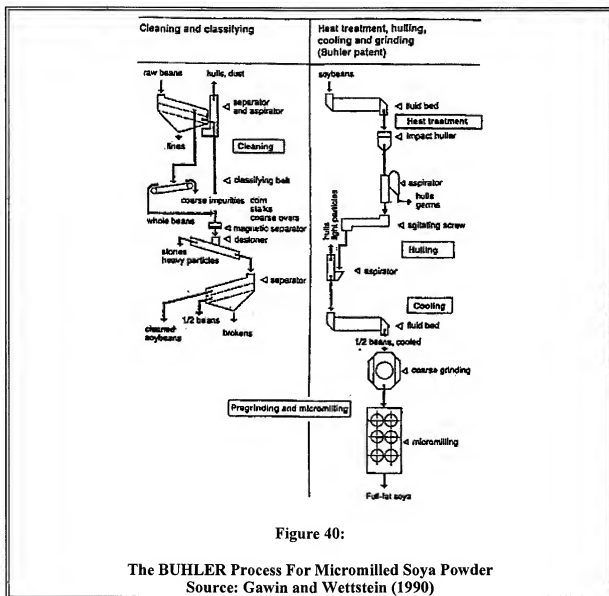 Cleaning and classifying
raw beans
hulls, dust
separator
and aspirator
fines
Cleaning
classifying belt
coarse impurities
corn
stalks
coarse overs
whole beans
magnetic separator
destoner
stones
heavy particles
separator
cleaned
soybeans
1/2 beans
brokens
Heat treatment, hulling,
cooling and grinding
(Buhler patent)
soybeans
fluid bed
Heat treatment
impact huller
aspirator
hulls
germs
hulls
light particles
agitating screw
Hulling
aspirator
Cooling
fluid bed
1/2 beans, cooled
coarse grinding
Pregrinding and micromilling
micromilling
Full-fat soya
Figure 40:
The BUHLER Process For Micromilled Soya Powder
Source: Gawin and Wettstein (1990)